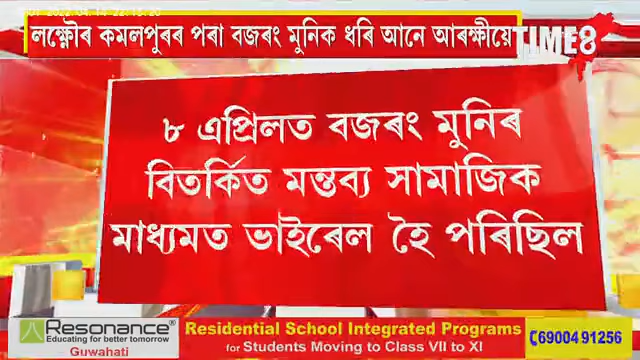 লক্ষ্ণৌৰ কমলপুৰৰ পৰা বজৰং মুনিক ধৰি আনে আৰক্ষীয়ে
TIME8
৮ এপ্ৰিলত বজৰং মুনিৰ
বিতৰ্কিত মন্তব্য সামাজিক
মাধ্যমত ভাইৰেল হৈ পৰিছিল
Resonance®
Educating for better tomorrow
Guwahati
Residential School Integrated Programs
for Students Moving to Class VII to XI
6900491256